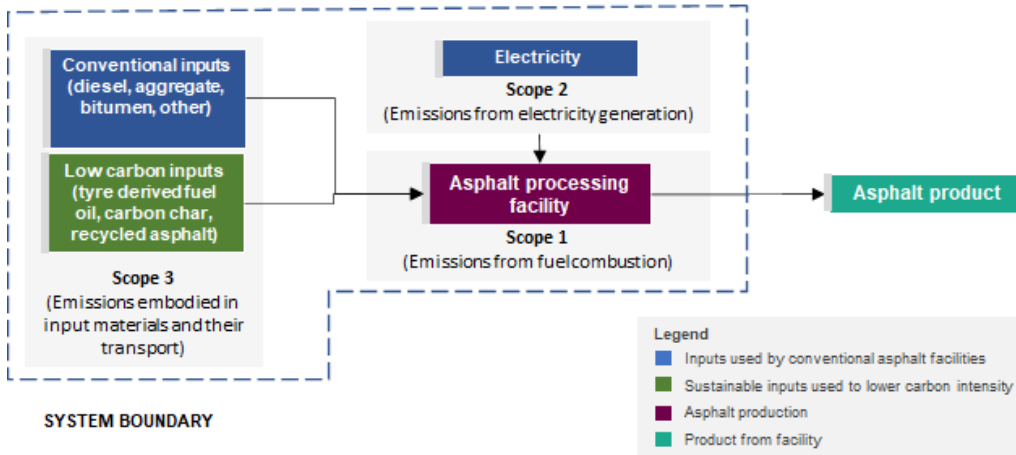 Conventional inputs
(diesel, aggregate,
bitumen, other)
Low carbon inputs
(tyre derived fuel
oil, carbon char,
recycled asphalt)
Scope 3
(Emissions embodied in
input materials and their
transport)
Electricity
Scope 2
(Emissions from electricity generation)
Asphalt processing
facility
Scope 1
(Emissions from fuel combustion)
Asphalt product
SYSTEM BOUNDARY
Legend
Inputs used by conventional asphalt facilities
Sustainable inputs used to lower carbon intensity
Asphalt production
Product from facility